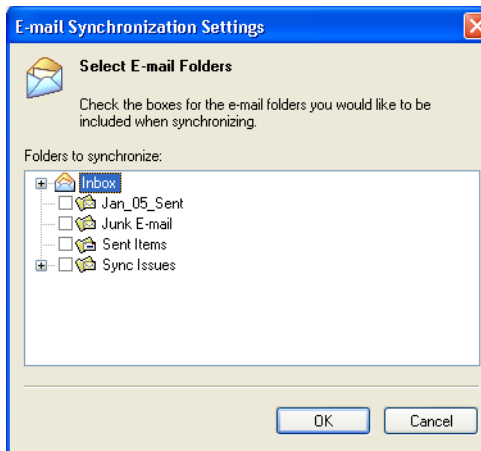 E-mail Synchronization Settings
Select E-mail Folders
Check the boxes for the e-mail folders you would like to be
included when synchronizing.
Folders to synchronize:
Inbox
Jan_05_Sent
Junk E-mail
Sent Items
Sync Issues
OK
Cancel